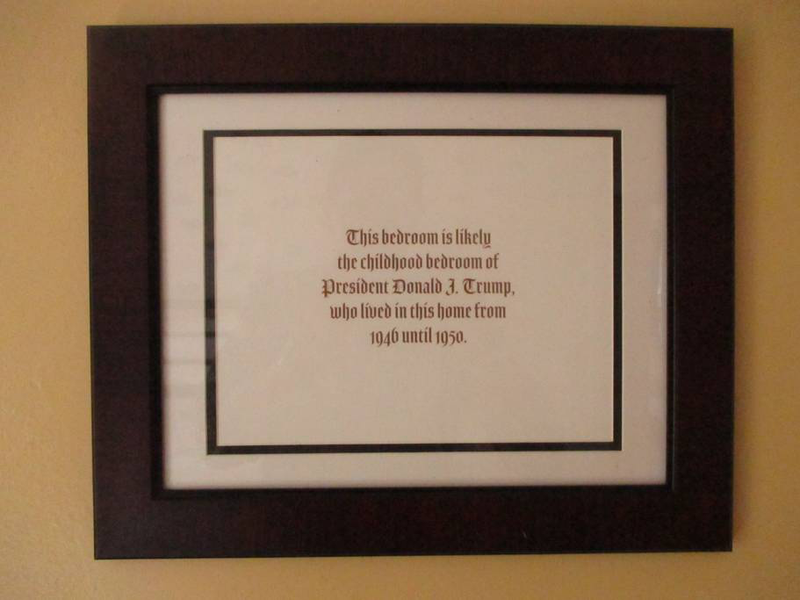 This bedroom is likely
the childhood bedroom of
President Donald J. Trump,
who lived in this home from
1946 until 1950.